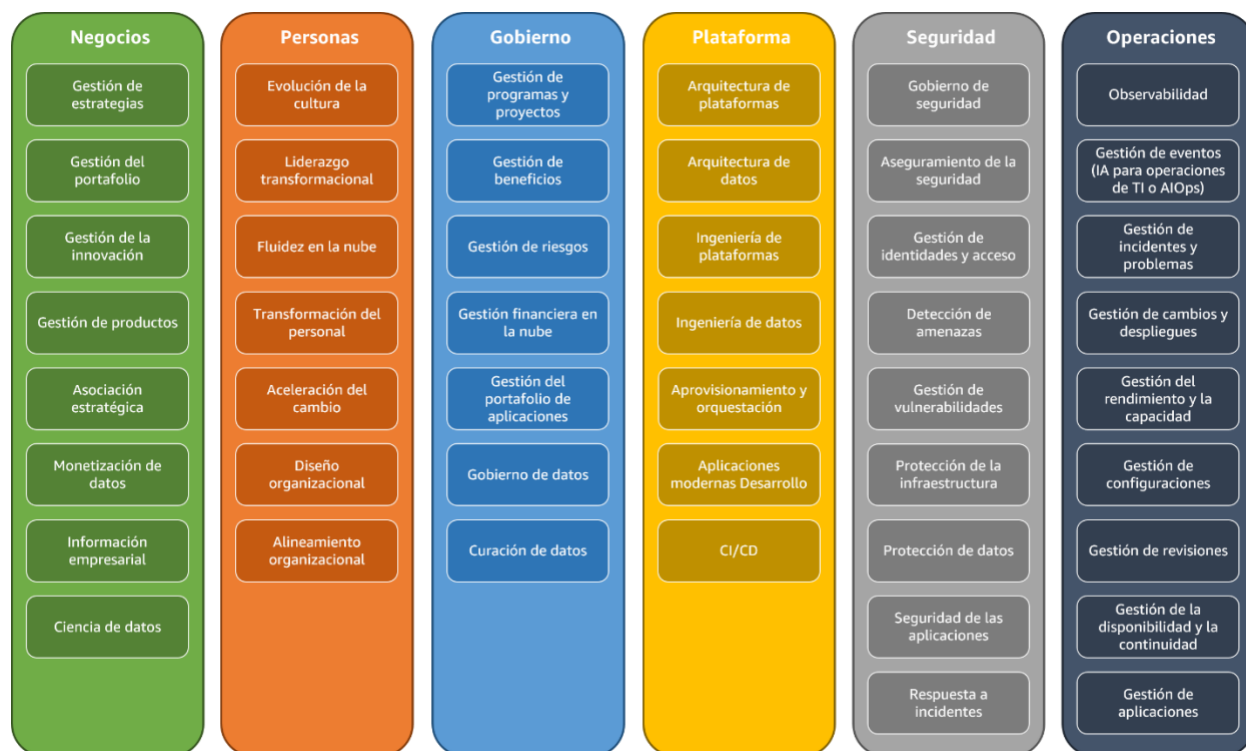 Negocios
Gestión de
estrategias
Gestión del
portafolio
Gestión de la
innovación
Gestión de productos
Asociación
estratégica
Monetización de
datos
Información
empresarial
Ciencia de datos
Personas
Evolución de la
cultura
Liderazgo
transformacional
Fluidez en la nube
Transformación del
personal
Aceleración del
cambio
Diseño
organizacional
Alineamiento
organizacional
Gobierno
Gestión de
programas y
proyectos
Gestión de
beneficios
Gestión de riesgos
Gestión financiera en
la nube
Gestión del
portafolio de
aplicaciones
Gobierno de datos
Curación de datos
Plataforma
Arquitectura de
plataformas
Arquitectura de
datos
Ingeniería de
plataformas
Ingeniería de datos
Aprovisionamiento y
orquestación
Aplicaciones
modernas Desarrollo
CI/CD
Seguridad
Gobierno de
seguridad
Aseguramiento de la
seguridad
Gestión de
identidades y acceso
Detección de
amenazas
Gestión de
vulnerabilidades
Protección de la
infraestructura
Protección de datos
Seguridad de las
aplicaciones
Respuesta a
incidentes
Operaciones
Observabilidad
Gestión de eventos
(IA para operaciones
de TI o AIOps)
Gestión de
incidentes y
problemas
Gestión de cambios y
despliegues
Gestión del
rendimiento y la
capacidad
Gestión de
configuraciones
Gestión de revisiones
Gestión de la
disponibilidad y la
continuidad
Gestión de
aplicaciones